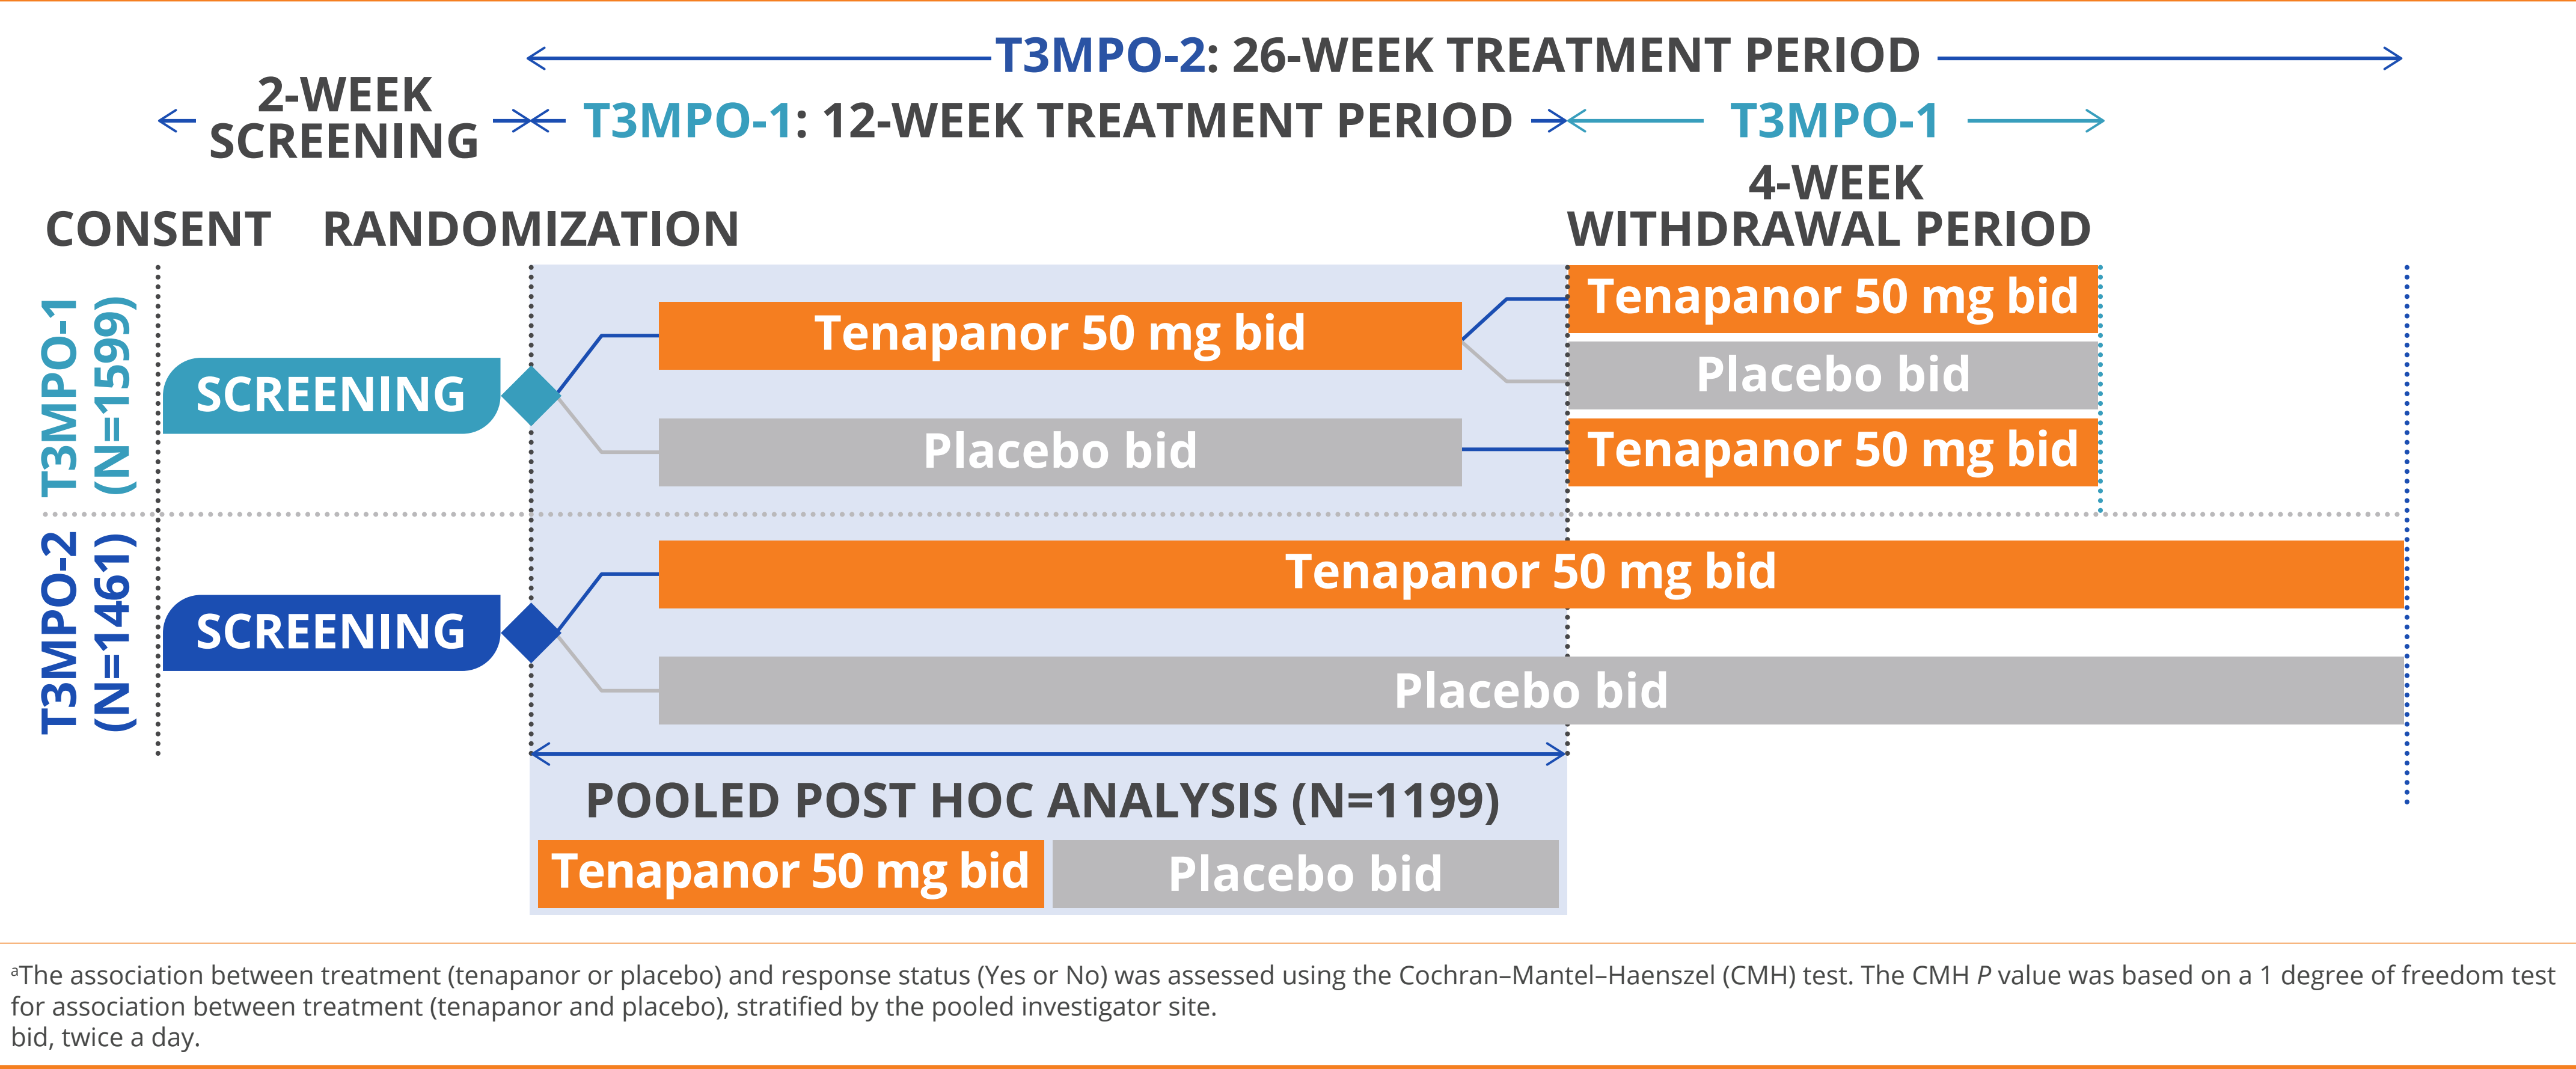 T3MPO-2: 26-WEEK TREATMENT PERIOD
2-WEEK
SCREENING
T3MPO-1: 12-WEEK TREATMENT PERIOD
T3MPO-1
4-WEEK
WITHDRAWAL PERIOD
CONSENT
RANDOMIZATION
T3MPO-1
(N=1599)
SCREENING
Tenapanor 50 mg bid
Placebo bid
Tenapanor 50 mg bid
Placebo bid
Tenapanor 50 mg bid
T3MPO-2
(N=1461)
SCREENING
Tenapanor 50 mg bid
Placebo bid
POOLED POST HOC ANALYSIS (N=1199)
Tenapanor 50 mg bid
Placebo bid
ᵃThe association between treatment (tenapanor or placebo) and response status (Yes or No) was assessed using the Cochran–Mantel–Haenszel (CMH) test. The CMH P value was based on a 1 degree of freedom test
for association between treatment (tenapanor and placebo), stratified by the pooled investigator site.
bid, twice a day.